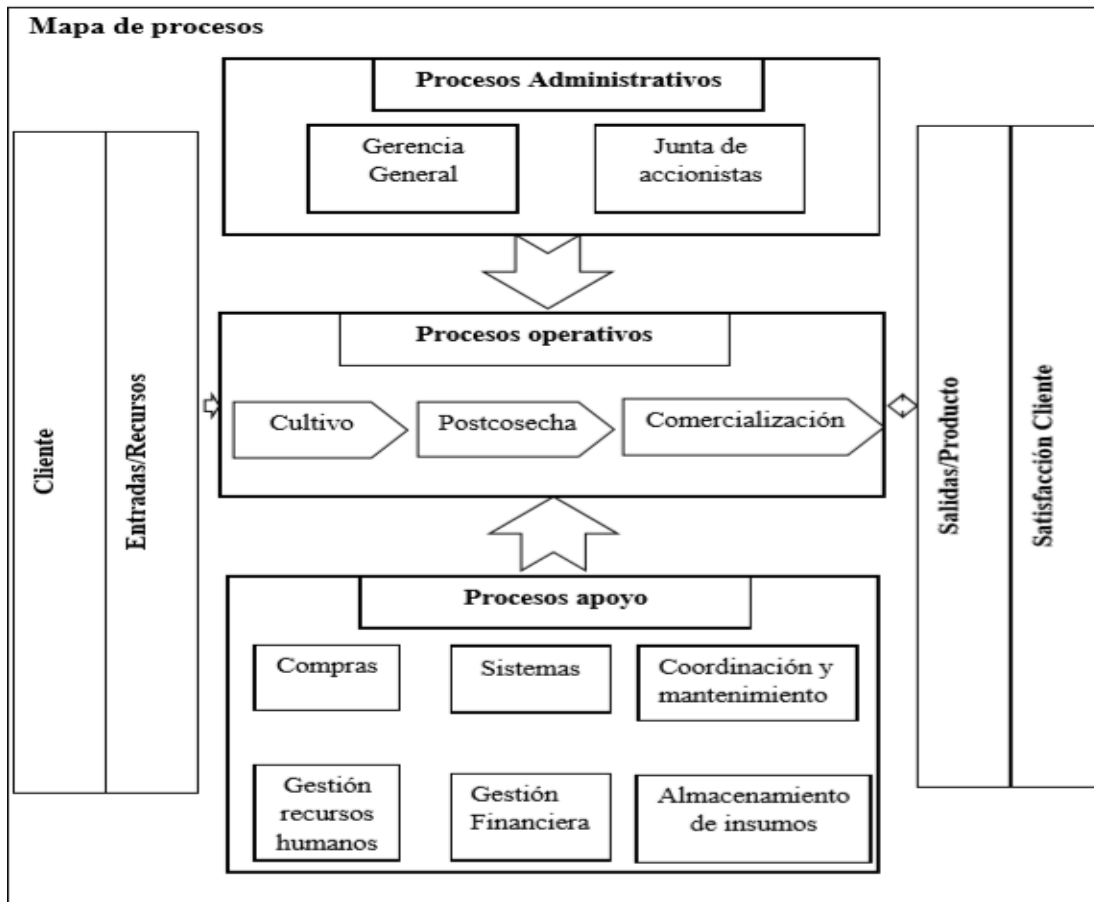 Mapa de procesos
Procesos Administrativos
Gerencia
General
Junta de
accionistas
Cliente
Entradas/Recursos
Procesos operativos
Cultivo
Postcosecha
Comercialización
Salidas/Producto
Satisfacción Cliente
Procesos apoyo
Compras
Sistemas
Coordinación y
mantenimiento
Gestión
recursos
humanos
Gestión
Financiera
Almacenamiento
de insumos